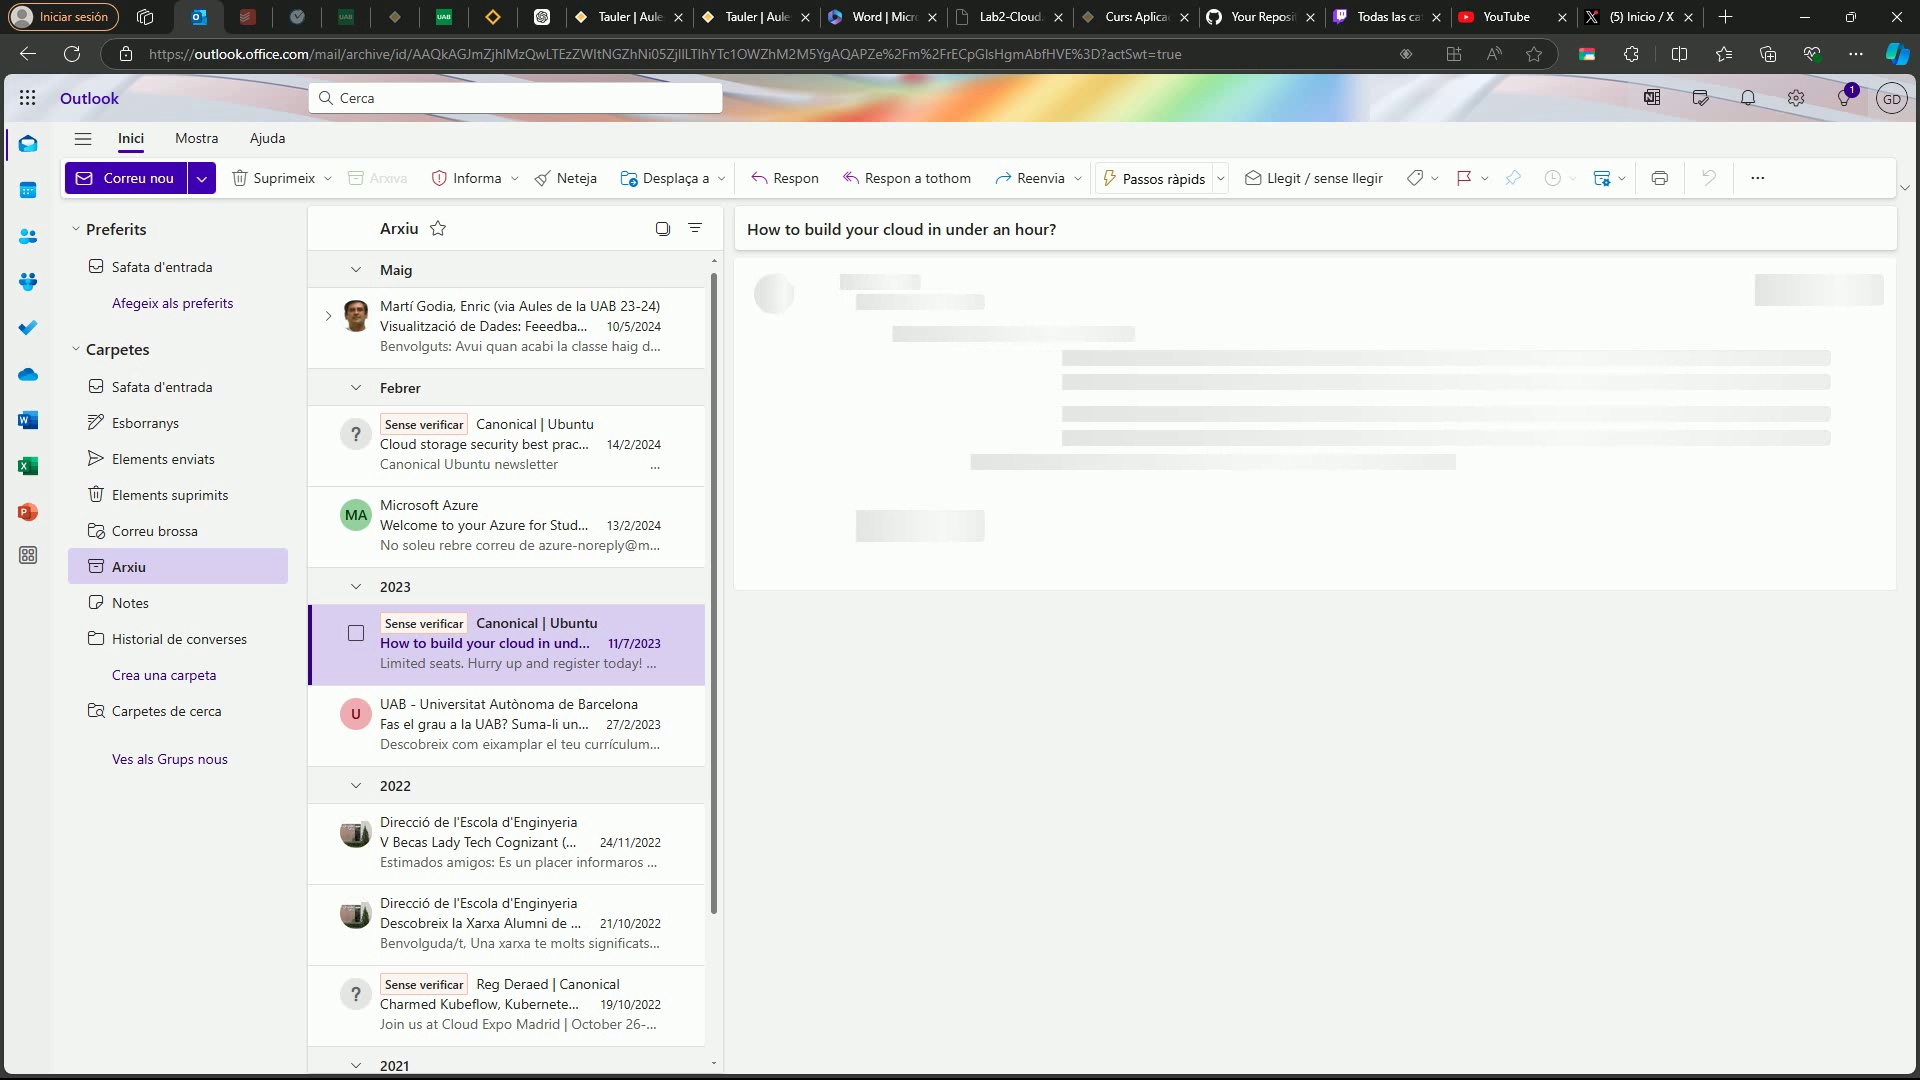 Iniciar sesión
Tauler | Aule
Tauler | Aule
Word | Micr
Lab2-Cloud
Curs: Aplica
Your Reposi
Todas las ca
YouTube
(5) Inicio / X
https://outlook.office.com/mail/archive/id/AAQkAGJmZjhlMzQwLTEzZWItNGZhNi05ZjllLTlhYTc1OWZhM2M5YgAQAPZe%2Fm%2FrECpGlsHgmAbfHVE%3D?actSwt=true
Outlook
Cerca
1
GD
Inici
Mostra
Ajuda
Correu nou
Suprimeix
Arxiva
Informa
Neteja
Desplaça a
Respon
Respon a tothom
Reenvia
Passos ràpids
Llegit / sense llegir
Preferits
Safata d'entrada
Afegeix als preferits
Carpetes
Safata d'entrada
Esborranys
Elements enviats
Elements suprimits
Correu brossa
Arxiu
Notes
Historial de converses
Crea una carpeta
Carpetes de cerca
Ves als Grups nous
Arxiu
Maig
Martí Godia, Enric (via Aules de la UAB 23-24)
Visualització de Dades: Feeedba... 10/5/2024
Benvolguts: Avui quan acabi la classe haig d...
Febrer
? Sense verificar Canonical | Ubuntu
Cloud storage security best prac... 14/2/2024
Canonical Ubuntu newsletter ...
MA Microsoft Azure
Welcome to your Azure for Stud... 13/2/2024
No soleu rebre correu de azure-noreply@m...
2023
Sense verificar Canonical | Ubuntu
How to build your cloud in und... 11/7/2023
Limited seats. Hurry up and register today! ...
U UAB - Universitat Autònoma de Barcelona
Fas el grau a la UAB? Suma-li un... 27/2/2023
Descobreix com eixamplar el teu currículum...
2022
Direcció de l'Escola d'Enginyeria
V Becas Lady Tech Cognizant (... 24/11/2022
Estimados amigos: Es un placer informaros ...
Direcció de l'Escola d'Enginyeria
Descobreix la Xarxa Alumni de ... 21/10/2022
Benvolguda/t, Una xarxa te molts significats...
? Sense verificar Reg Deraed | Canonical
Charmed Kubeflow, Kubernete... 19/10/2022
Join us at Cloud Expo Madrid | October 26-...
2021
How to build your cloud in under an hour?